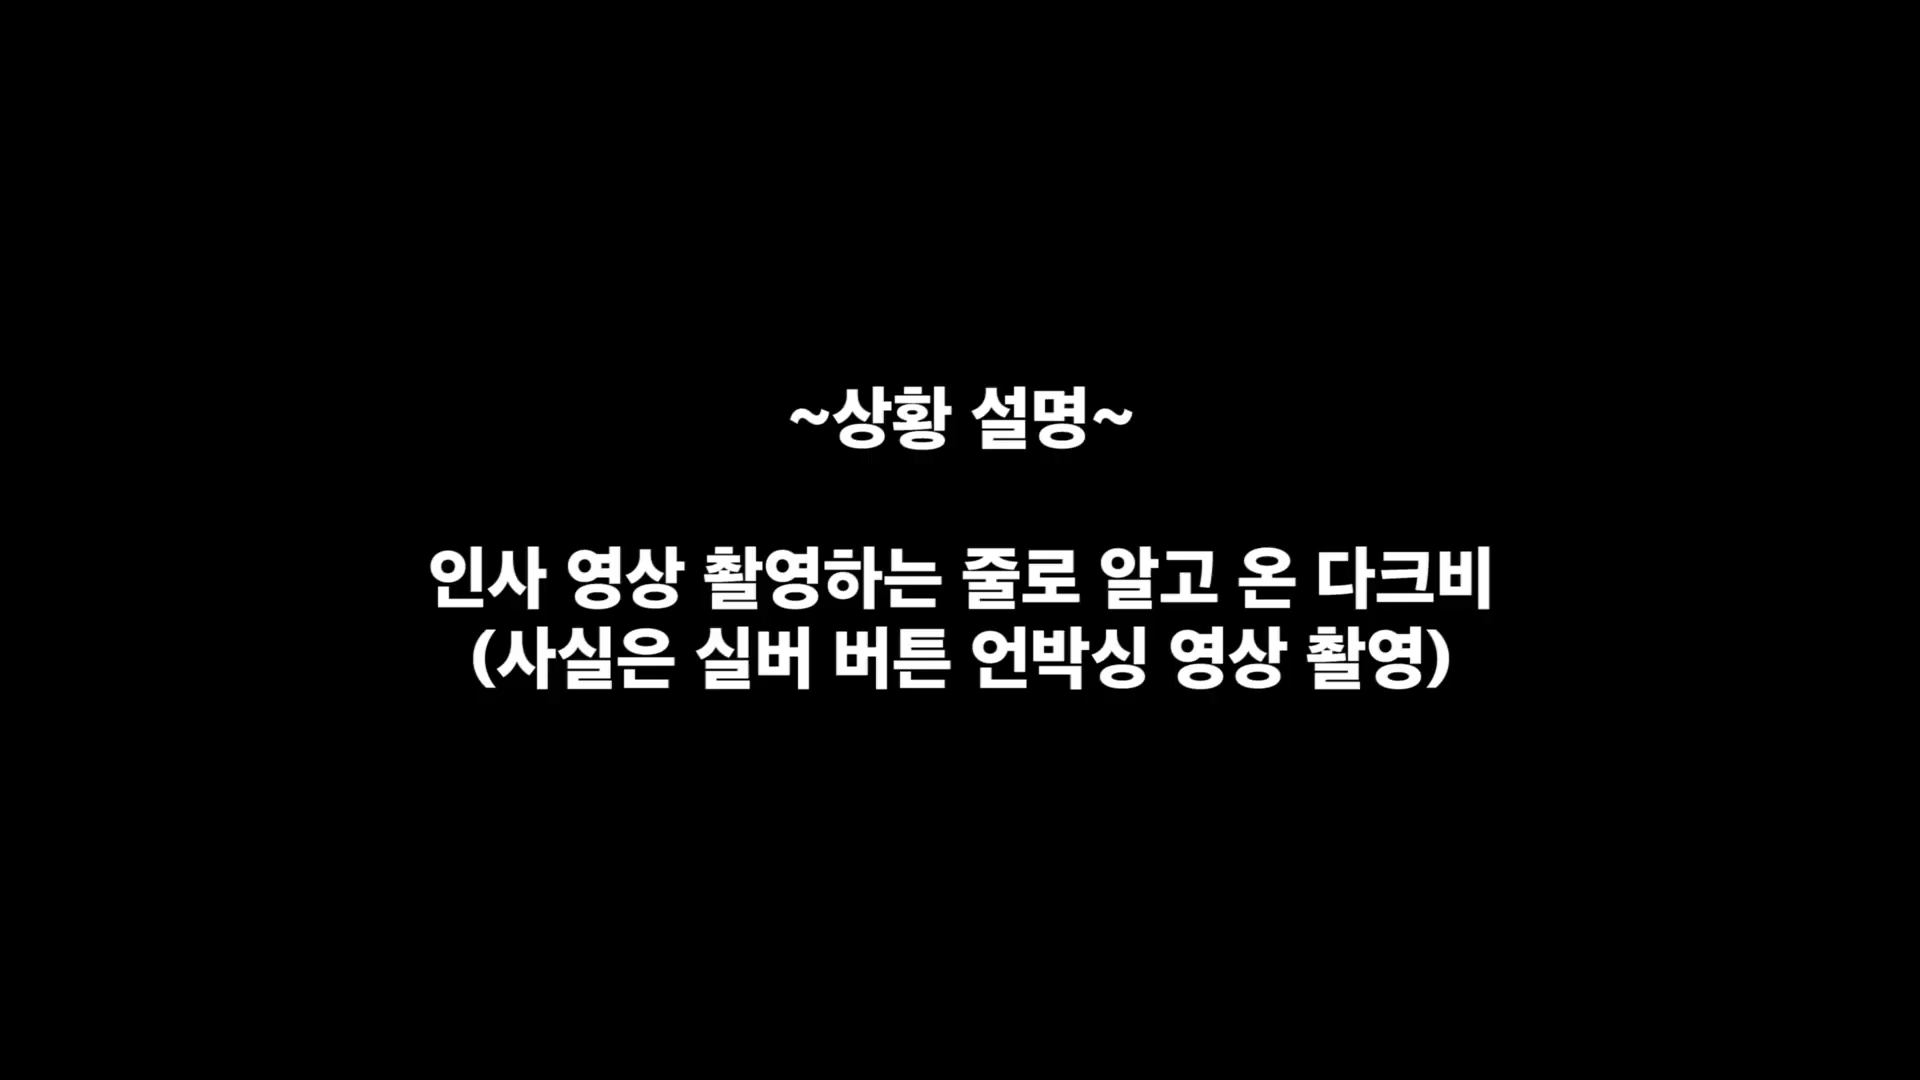 ~상황 설명~
인사 영상 촬영하는 줄로 알고 온 다크비
(사실은 실버 버튼 언박싱 영상 촬영)